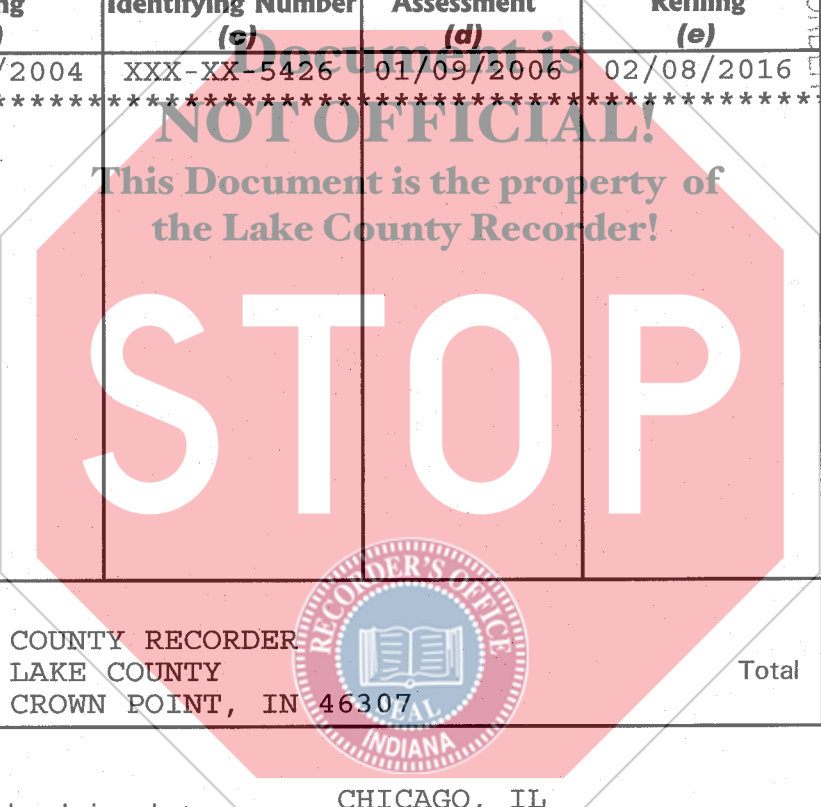 Identifying Number Assessment Refiling
(c) (d) (e)
/2004 XXX-XX-5426 01/09/2006 02/08/2016
Document is
NOT OFFICIAL!
This Document is the property of
the Lake County Recorder!
STOP
RECORDER'S OFFICE
SEAL
INDIANA
COUNTY RECORDER
LAKE COUNTY
CROWN POINT, IN 46307
Total
CHICAGO, IL